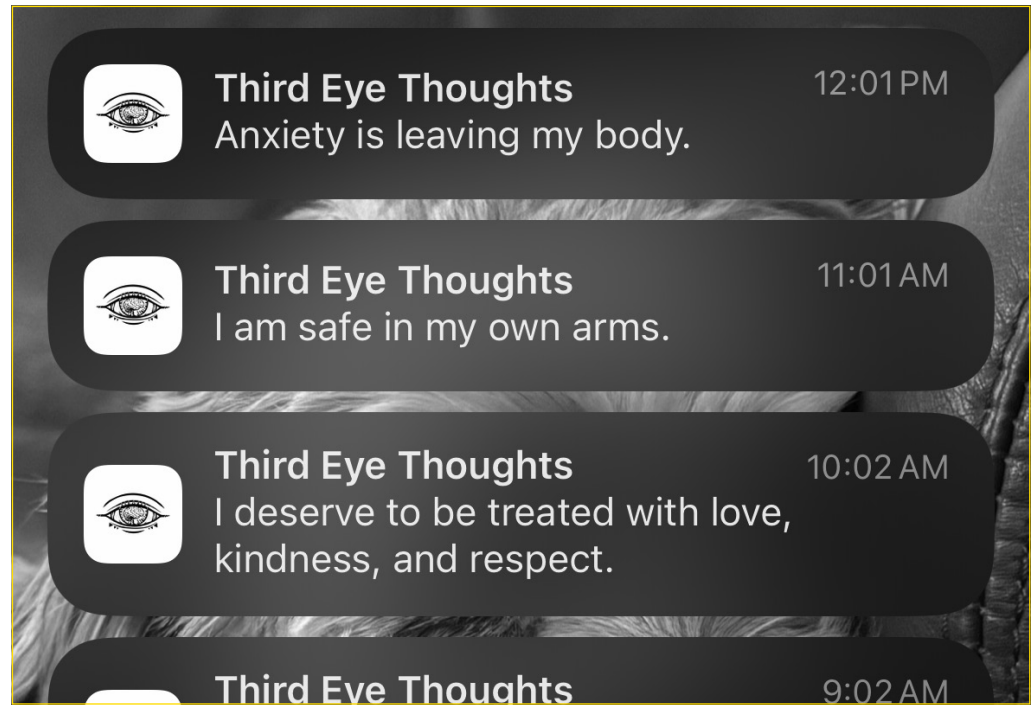 Third Eye Thoughts
12:01 PM
Anxiety is leaving my body.
Third Eye Thoughts
11:01 AM
I am safe in my own arms.
Third Eye Thoughts
10:02 AM
I deserve to be treated with love,
kindness, and respect.
Third Eye Thoughts
9:02 AM